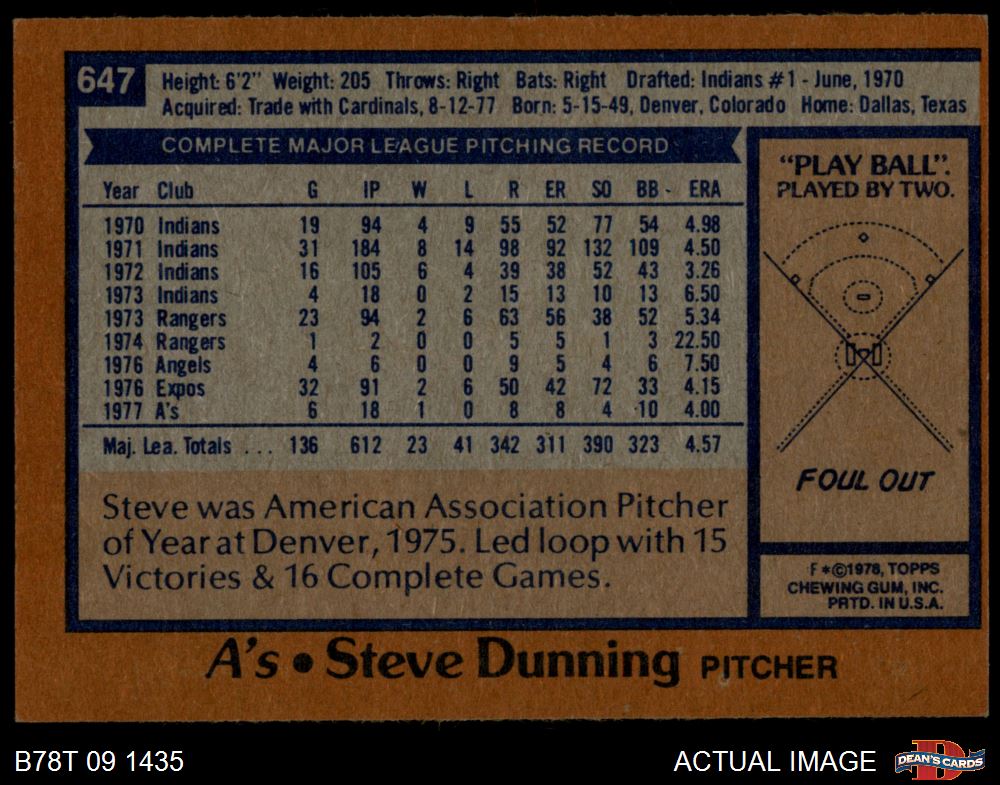 647
Height: 6'2" Weight: 205 Throws: Right Bats: Right Drafted: Indians #1 - June, 1970
Acquired: Trade with Cardinals, 8-12-77 Born: 5-15-49, Denver, Colorado Home: Dallas, Texas
COMPLETE MAJOR LEAGUE PITCHING RECORD
Year Club G IP W L R ER SO BB ERA
1970 Indians 19 94 4 9 55 52 77 54 4.98
1971 Indians 31 184 8 14 98 92 132 109 4.50
1972 Indians 16 105 6 4 39 38 52 43 3.26
1973 Indians 4 18 0 2 15 13 10 13 6.50
1973 Rangers 23 94 2 6 63 56 38 52 5.34
1974 Rangers 1 2 0 0 5 5 1 3 22.50
1976 Angels 4 6 0 0 9 5 4 6 7.50
1976 Expos 32 91 2 6 50 42 72 33 4.15
1977 A's 6 18 1 0 8 8 4 10 4.00
Maj. Lea. Totals ... 136 612 23 41 342 311 390 323 4.57
Steve was American Association Pitcher
of Year at Denver, 1975. Led loop with 15
Victories & 16 Complete Games.
"PLAY BALL".
PLAYED BY TWO.
FOUL OUT
F*©1978, TOPPS
CHEWING GUM, INC.
PRTD. IN U.S.A.
A's • Steve Dunning PITCHER
B78T 09 1435
ACTUAL IMAGE
D
DEAN'S CARDS